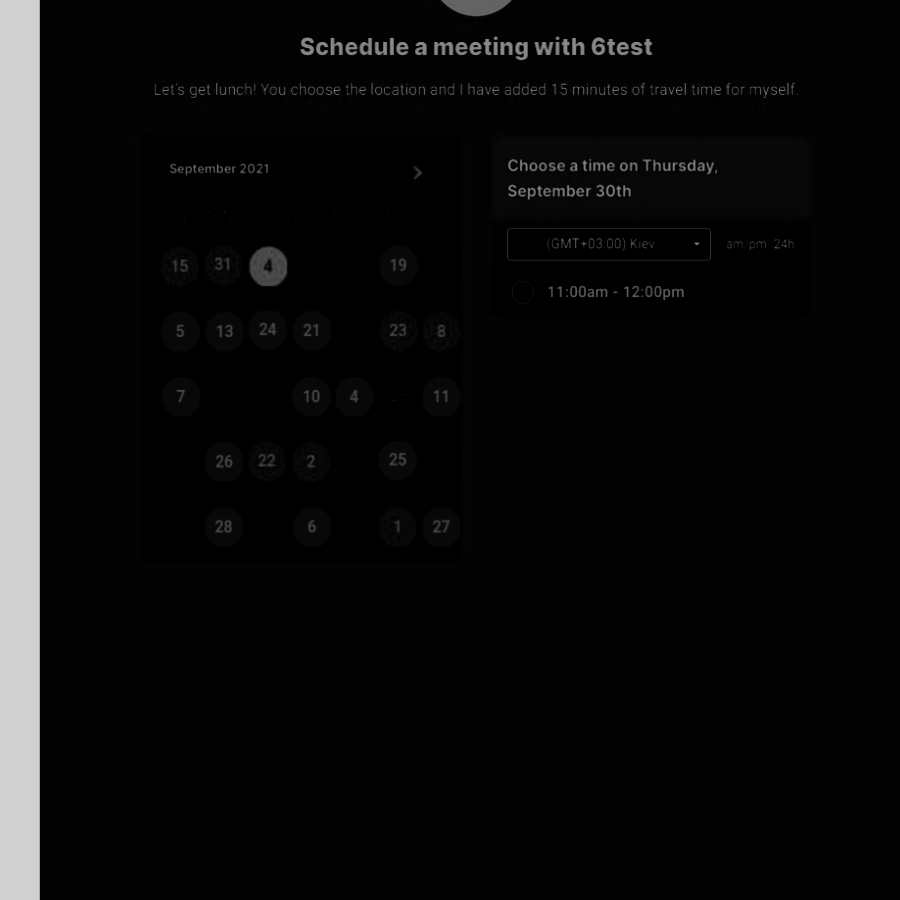 Schedule a meeting with 6test
Let's get lunch! You choose the location and I have added 15 minutes of travel time for myself.
September 2021
15 31 4 19
5 13 24 21 23 8
7 10 4 11
26 22 2 25
28 6 1 27
Choose a time on Thursday,
September 30th
(GMT+03:00) Kiev
am/pm 24h
11:00am - 12:00pm